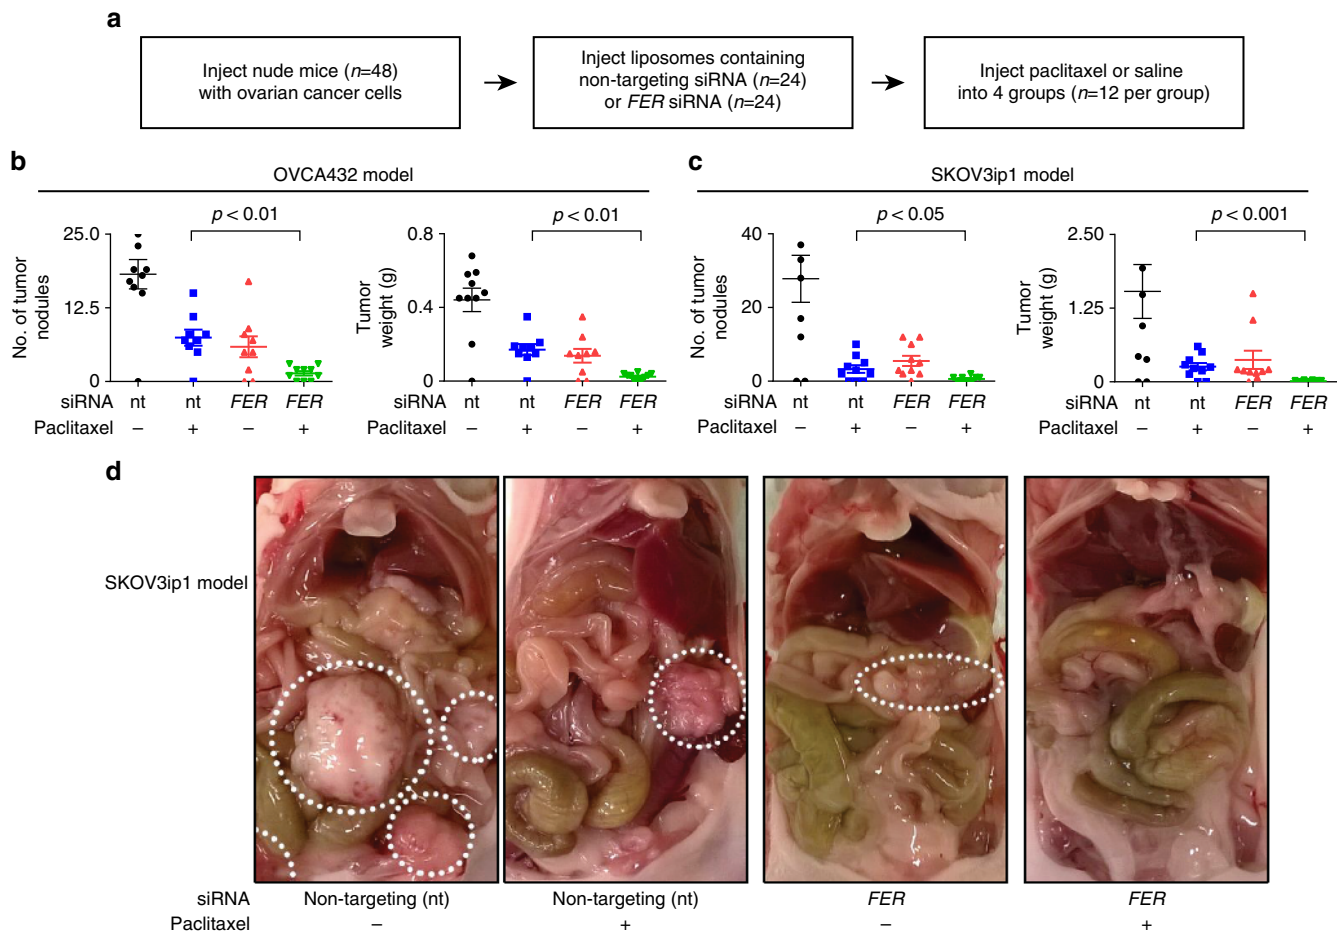 a
Inject nude mice (n=48)
with ovarian cancer cells
Inject liposomes containing
non-targeting siRNA (n=24)
or FER siRNA (n=24)
Inject paclitaxel or saline
into 4 groups (n=12 per group)
b
OVCA432 model
No. of tumor
nodules
25.0
12.5
0
p < 0.01
siRNA nt nt FER FER
Paclitaxel – + – +
Tumor
weight (g)
0.8
0.4
0
p < 0.01
siRNA nt nt FER FER
Paclitaxel – + – +
c
SKOV3ip1 model
No. of tumor
nodules
40
20
0
p < 0.05
siRNA nt nt FER FER
Paclitaxel – + – +
Tumor
weight (g)
2.50
1.25
0
p < 0.001
siRNA nt nt FER FER
Paclitaxel – + – +
d
SKOV3ip1 model
siRNA Non-targeting (nt) Non-targeting (nt) FER FER
Paclitaxel – + – +